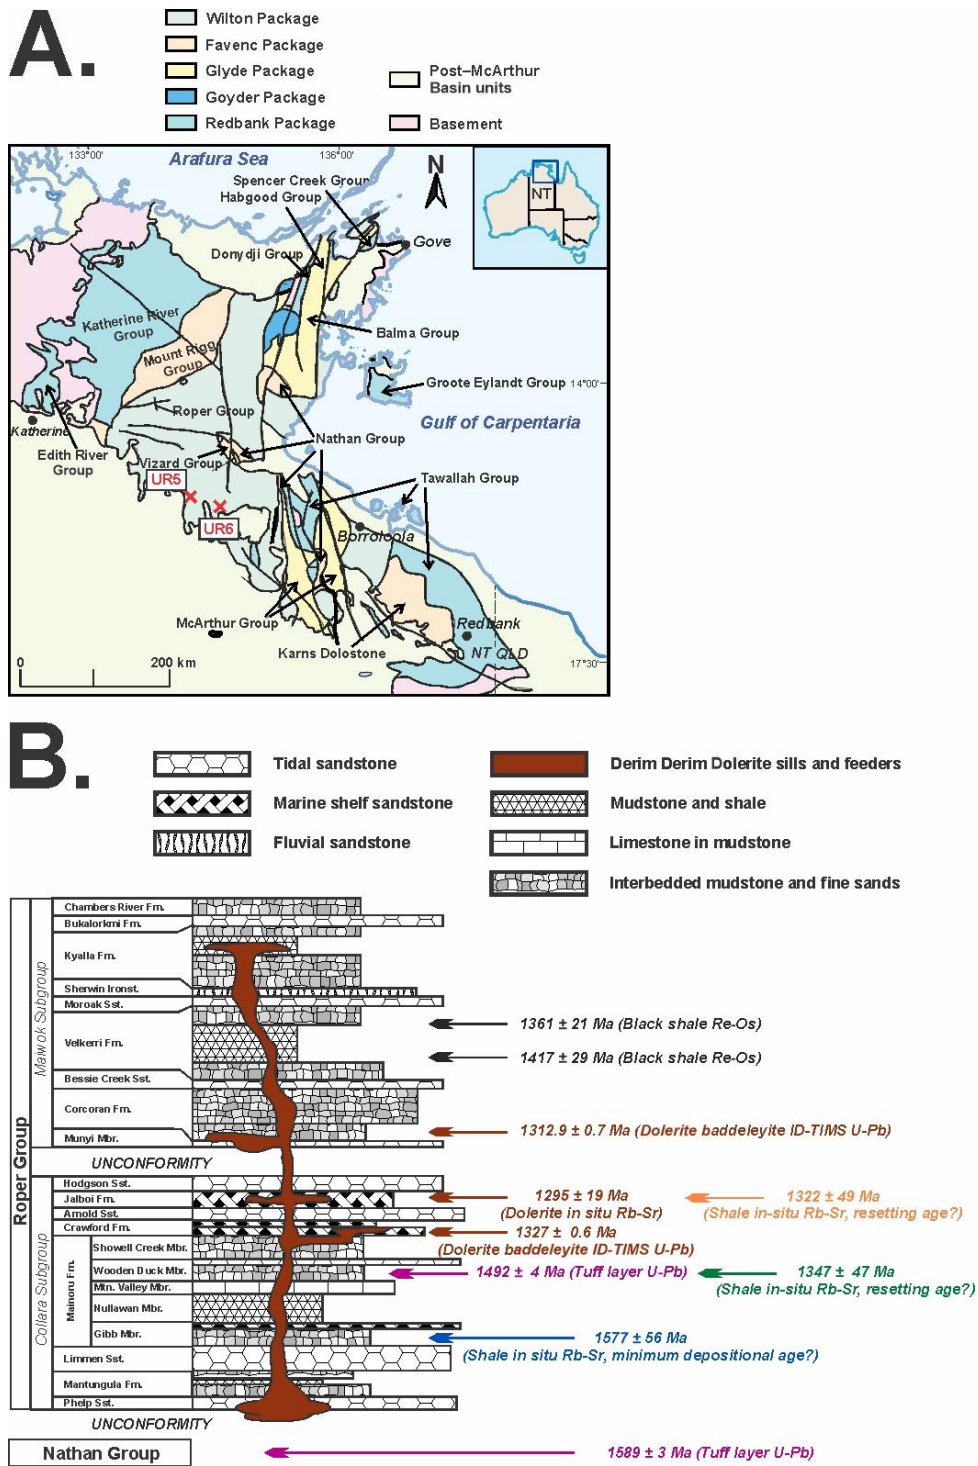 A.
Wilton Package
Favenc Package
Glyde Package
Goyder Package
Redbank Package
Post–McArthur
Basin units
Basement
133°00'
136°00'
Arafura Sea
N
NT
Spencer Creek Group
Habgood Group
Gove
Donydji Group
Katherine River
Group
Balma Group
Mount Rigg
Group
Groote Eylandt Group
14°00'
Roper Group
Gulf of Carpentaria
Katherine
Nathan Group
Edith River
Group
Vizard Group
Tawallah Group
UR5
UR6
Borroloola
McArthur Group
Redbank
Karns Dolostone
NT QLD
17°30'
0
200 km
B.
Tidal sandstone
Marine shelf sandstone
Fluvial sandstone
Derim Derim Dolerite sills and feeders
Mudstone and shale
Limestone in mudstone
Interbedded mudstone and fine sands
Roper Group
Maiwok Subgroup
Chambers River Fm.
Bukalorkmi Fm.
Kyalla Fm.
Sherwin Ironst.
Moroak Sst.
1361 ± 21 Ma (Black shale Re-Os)
Velkerri Fm.
1417 ± 29 Ma (Black shale Re-Os)
Bessie Creek Sst.
Corcoran Fm.
Munyi Mbr.
1312.9 ± 0.7 Ma (Dolerite baddeleyite ID-TIMS U-Pb)
UNCONFORMITY
Collara Subgroup
Hodgson Sst.
Jalboi Fm.
1295 ± 19 Ma
(Dolerite in situ Rb-Sr)
1322 ± 49 Ma
(Shale in-situ Rb-Sr, resetting age?)
Arnold Sst.
Crawford Fm.
1327 ± 0.6 Ma
(Dolerite baddeleyite ID-TIMS U-Pb)
Mainoru Fm.
Showell Creek Mbr.
Wooden Duck Mbr.
1492 ± 4 Ma (Tuff layer U-Pb)
1347 ± 47 Ma
(Shale in-situ Rb-Sr, resetting age?)
Mtn. Valley Mbr.
Nullawan Mbr.
Gibb Mbr.
1577 ± 56 Ma
(Shale in situ Rb-Sr, minimum depositional age?)
Limmen Sst.
Mantungula Fm.
Phelp Sst.
UNCONFORMITY
Nathan Group
1589 ± 3 Ma (Tuff layer U-Pb)